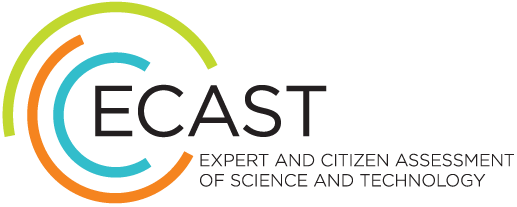 ECAST
EXPERT AND CITIZEN ASSESSMENT
OF SCIENCE AND TECHNOLOGY